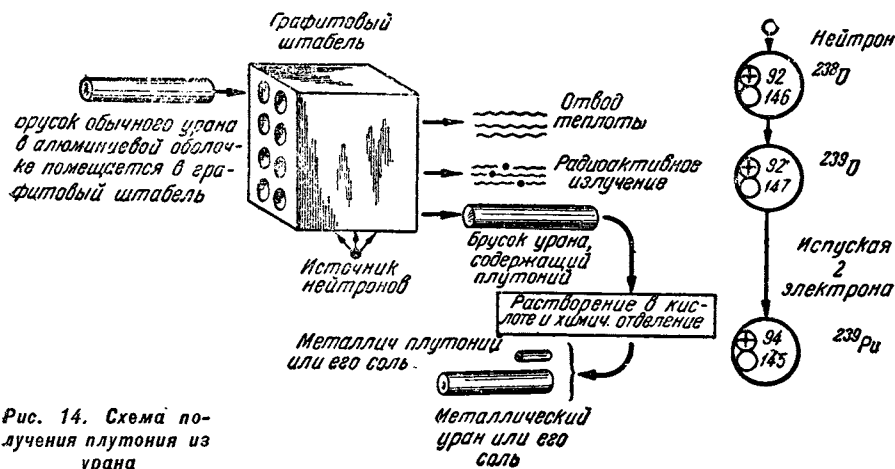 Графитовый
штабель
орусок обычного урана
в алюминиевой оболоч-
ке помещается в гра-
фитовый штабель
Источник
нейтронов
Отвод
теплоты
Радиоактивное
излучение
Брусок урана,
содержащий
плутоний
Растворение в кис-
лоте и химич. отделение
Металлич плутоний
или его соль
Металлический
уран или его
соль
Нейтрон
92
146
238U
92
147
239U
Испуская
2
электрона
94
145
239Pu
Рис. 14. Схема по-
лучения плутония из
урана